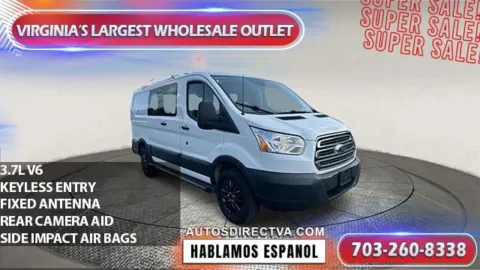 VIRGINIA'S LARGEST WHOLESALE OUTLET
SUPER SALE!
SUPER SALE!
SUPER SALE!
3.7L V6
KEYLESS ENTRY
FIXED ANTENNA
REAR CAMERA AID
SIDE IMPACT AIR BAGS
AUTOSDIRECTVA.COM
HABLAMOS ESPANOL
703-260-8338